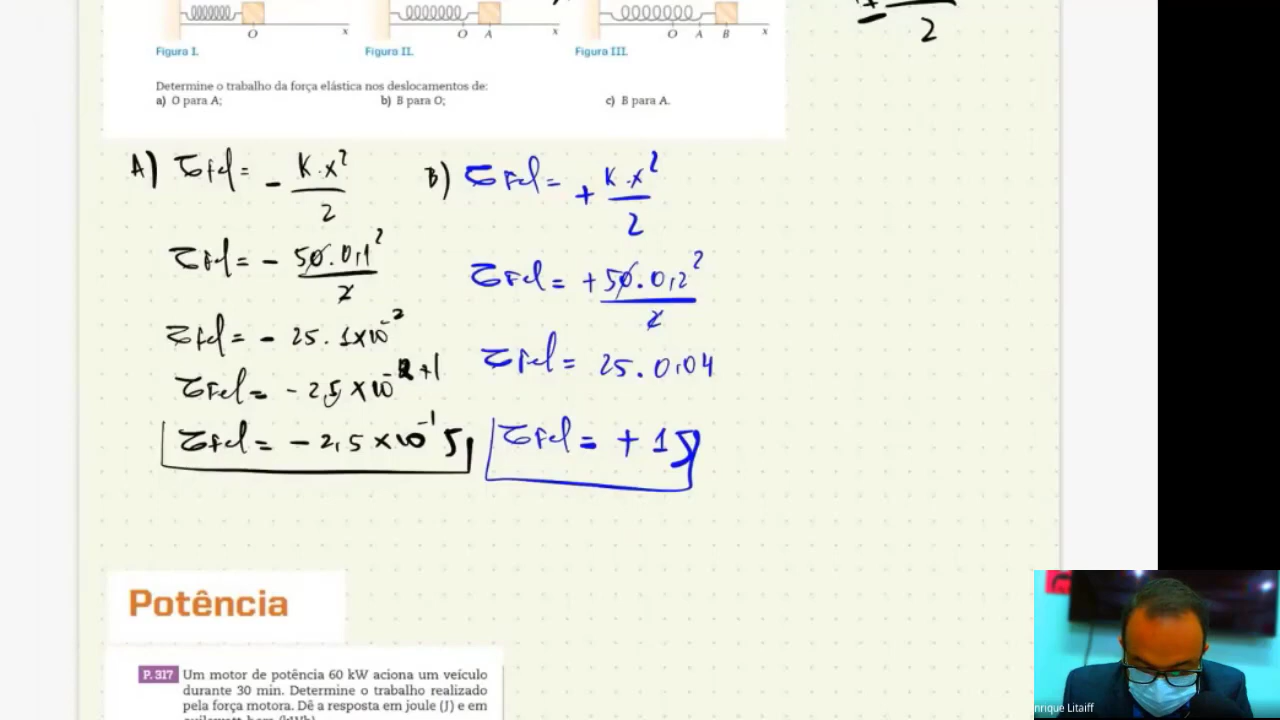 O x
O A x
O A B x
2
Figura I. Figura II. Figura III.
Determine o trabalho da força elástica nos deslocamentos de:
a) O para A; b) B para O; c) B para A.
A) τFel = - K.x²/2
τFel = - 50.0,1²/2
τFel = - 25.1x10⁻²
τFel = - 2,5x10⁻²⁺¹
τFel = - 2,5x10⁻¹ J
B) τFel = + K.x²/2
τFel = + 50.0,2²/2
τFel = 25.0,04
τFel = + 1J
Potência
P. 317 Um motor de potência 60 kW aciona um veículo
durante 30 min. Determine o trabalho realizado
pela força motora. Dê a resposta em joule (J) e em
nrique Litaiff